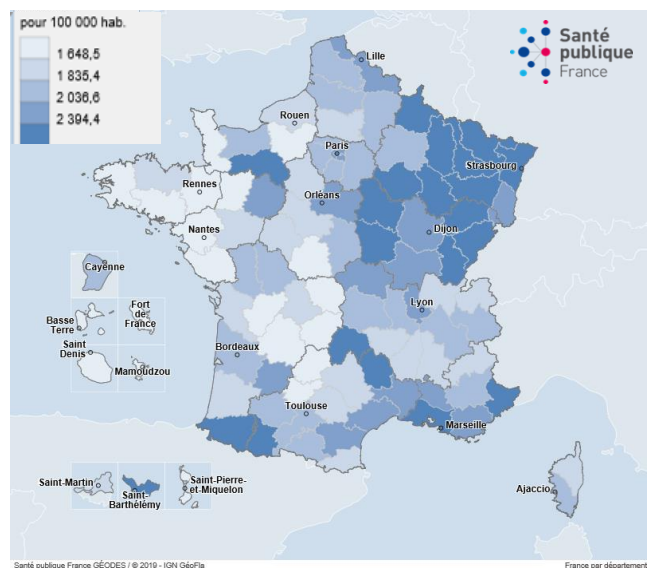 pour 100 000 hab.
1 648,5
1 835,4
2 036,6
2 394,4
Santé
publique
France
Lille
Rouen
Paris
Strasbourg
Rennes
Orléans
Nantes
Dijon
Cayenne
Lyon
Basse
Terre
Fort
de
France
Saint
Denis
Mamoudzou
Bordeaux
Toulouse
Marseille
Saint-Martin
Saint-
Barthélémy
Saint-Pierre-
et-Miquelon
Ajaccio
Santé publique France GÉODES / © 2019 - IGN GéoFla
France par département